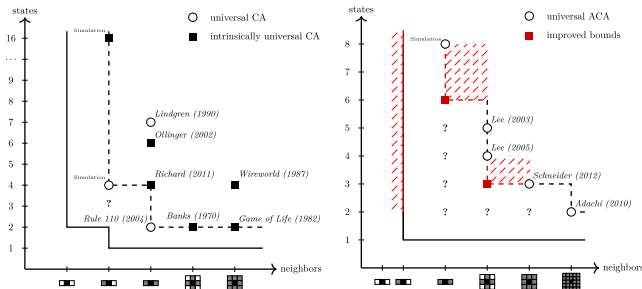 states
universal CA
intrinsically universal CA
16
Simulation
...
9
8
7
Lindgren (1990)
6
Ollinger (2002)
5
Simulation
Richard (2011)
Wireworld (1987)
4
?
3
Rule 110 (2004)
Banks (1970)
Game of Life (1982)
2
1
neighbors
states
universal ACA
improved bounds
Simulation
8
7
6
Lee (2003)
5
?
Lee (2005)
4
?
Schneider (2012)
3
?
Adachi (2010)
2
?
?
?
1
neighbors